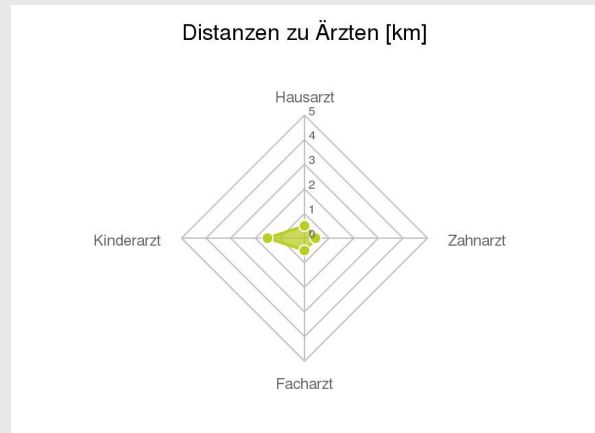 Distanzen zu Ärzten [km]
Hausarzt
5
4
3
2
1
0
Kinderarzt
Zahnarzt
Facharzt